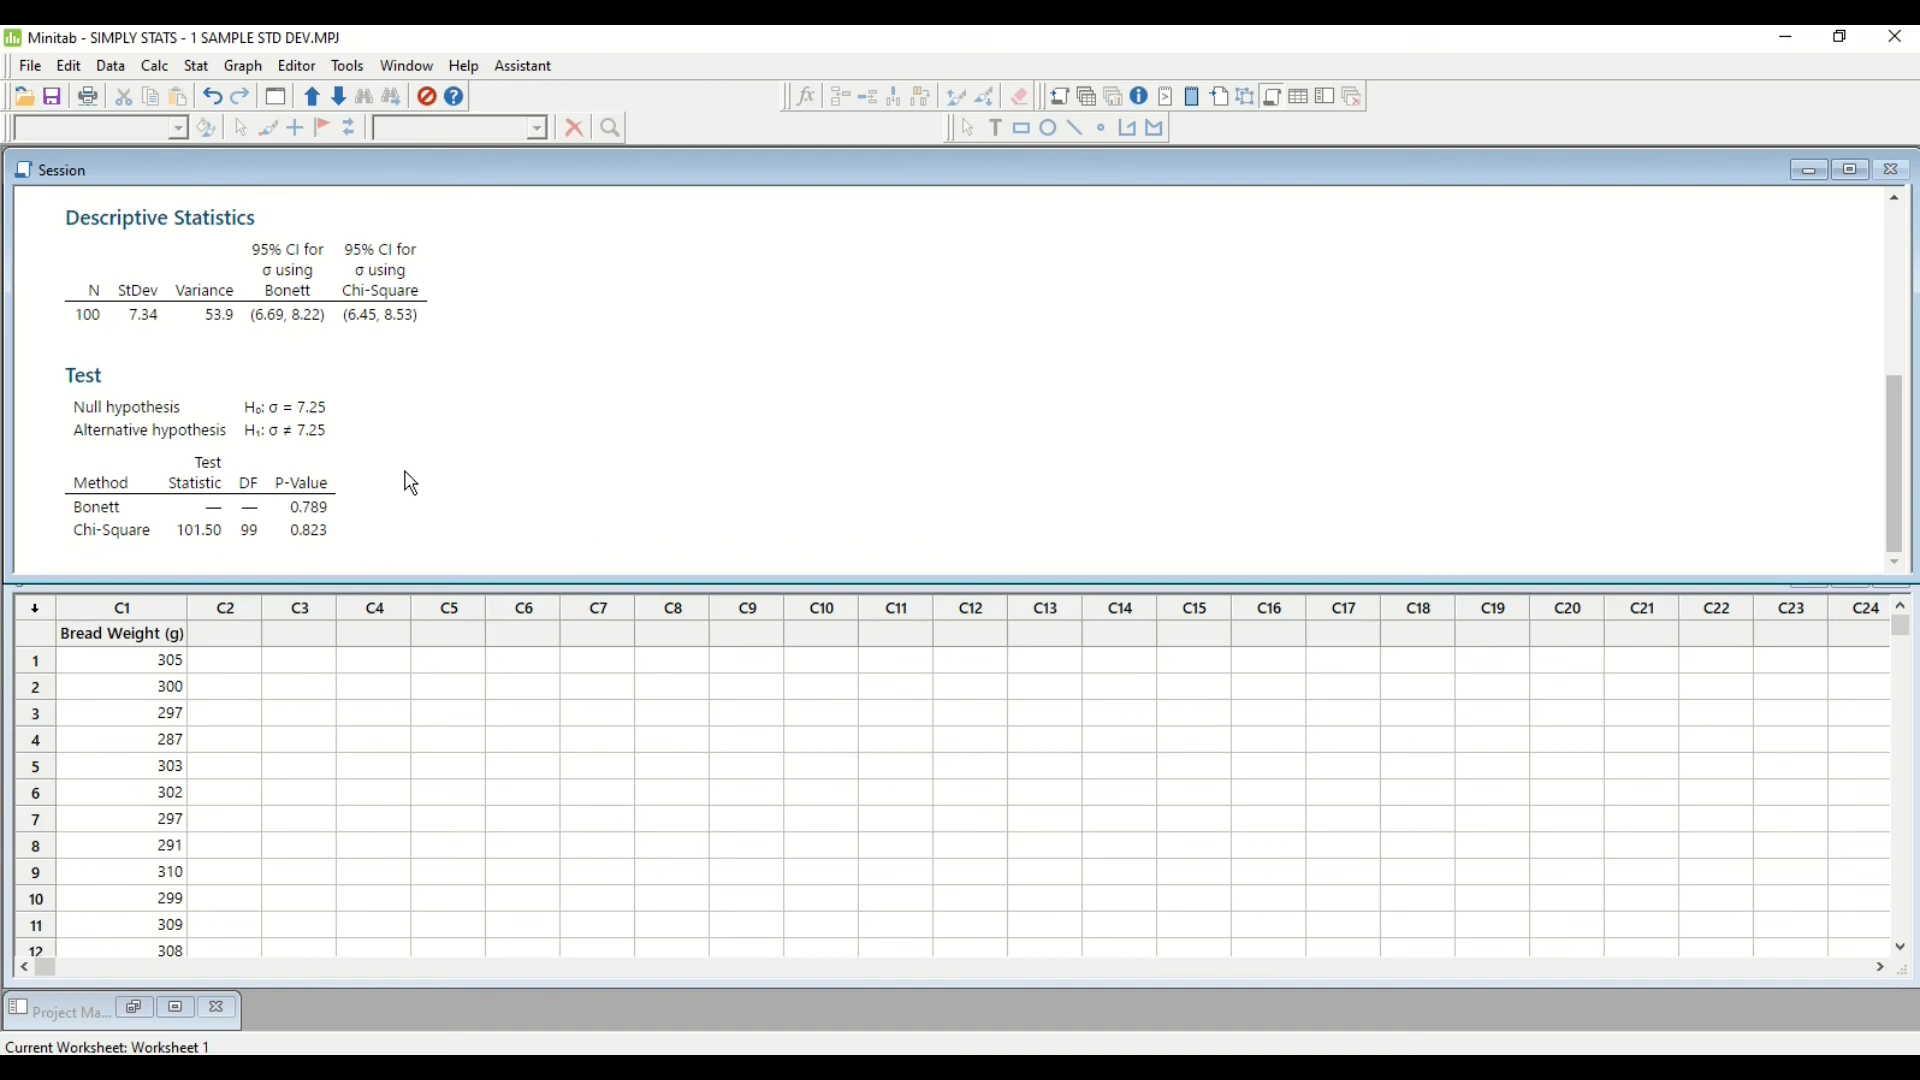 Minitab - SIMPLY STATS - 1 SAMPLE STD DEV.MPJ
File Edit Data Calc Stat Graph Editor Tools Window Help Assistant
Session
Descriptive Statistics
95% CI for 95% CI for
σ using σ using
N StDev Variance Bonett Chi-Square
100 7.34 53.9 (6.69, 8.22) (6.45, 8.53)
Test
Null hypothesis H₀: σ = 7.25
Alternative hypothesis H₁: σ ≠ 7.25
Test
Method Statistic DF P-Value
Bonett — — 0.789
Chi-Square 101.50 99 0.823
C1 C2 C3 C4 C5 C6 C7 C8 C9 C10 C11 C12 C13 C14 C15 C16 C17 C18 C19 C20 C21 C22 C23 C24
Bread Weight (g)
1 305
2 300
3 297
4 287
5 303
6 302
7 297
8 291
9 310
10 299
11 309
12 308
Project Ma...
Current Worksheet: Worksheet 1